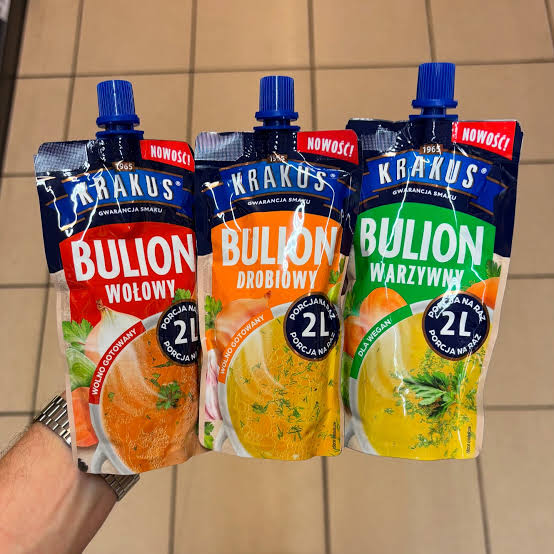 NOWOŚĆ!
1965
KRAKUS®
GWARANCJA SMAKU
BULION
WOŁOWY
WOLNO GOTOWANY
PORCJA NA RAZ
2L
PORCJA NA RAZ
NOWOŚĆ!
1965
KRAKUS®
GWARANCJA SMAKU
BULION
DROBIOWY
WOLNO GOTOWANY
PORCJA NA RAZ
2L
PORCJA NA RAZ
NOWOŚĆ!
1965
KRAKUS®
GWARANCJA SMAKU
BULION
WARZYWNY
DLA WEGAN
PORCJA NA RAZ
2L
PORCJA NA RAZ